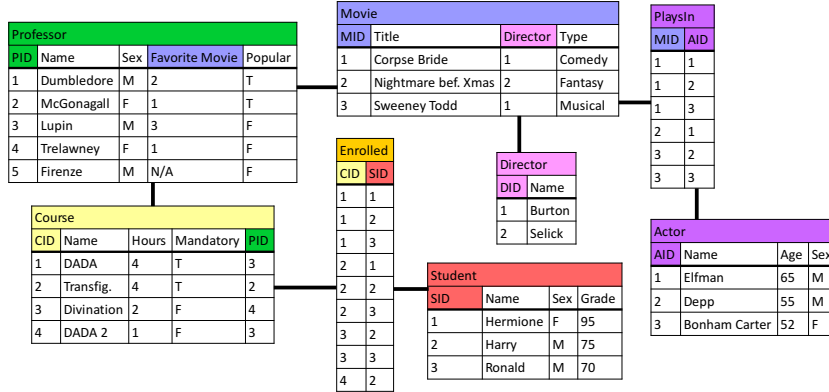 Professor
PID Name Sex Favorite Movie Popular
1 Dumbledore M 2 T
2 McGonagall F 1 T
3 Lupin M 3 F
4 Trelawney F 1 F
5 Firenze M N/A F
Movie
MID Title Director Type
1 Corpse Bride 1 Comedy
2 Nightmare bef. Xmas 2 Fantasy
3 Sweeney Todd 1 Musical
PlaysIn
MID AID
1 1
1 2
1 3
2 1
3 2
3 3
Director
DID Name
1 Burton
2 Selick
Enrolled
CID SID
1 1
1 2
1 3
2 1
2 2
2 3
3 2
3 3
4 2
Course
CID Name Hours Mandatory PID
1 DADA 4 T 3
2 Transfig. 4 T 2
3 Divination 2 F 4
4 DADA 2 1 F 3
Student
SID Name Sex Grade
1 Hermione F 95
2 Harry M 75
3 Ronald M 70
Actor
AID Name Age Sex
1 Elfman 65 M
2 Depp 55 M
3 Bonham Carter 52 F